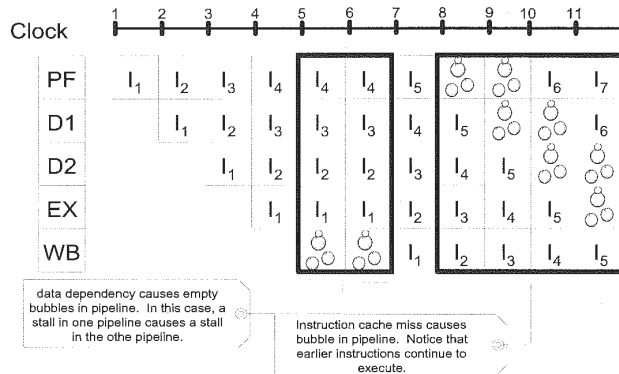 1 2 3 4 5 6 7 8 9 10 11
Clock
PF I₁ I₂ I₃ I₄ I₄ I₄ I₅ I₆ I₇
D1 I₁ I₂ I₃ I₃ I₃ I₄ I₅ I₆
D2 I₁ I₂ I₂ I₂ I₃ I₄ I₅
EX I₁ I₁ I₁ I₂ I₃ I₄ I₅
WB I₁ I₂ I₃ I₄ I₅
data dependency causes empty
bubbles in pipeline. In this case, a
stall in one pipeline causes a stall
in the othe pipeline.
Instruction cache miss causes
bubble in pipeline. Notice that
earlier instructions continue to
execute.